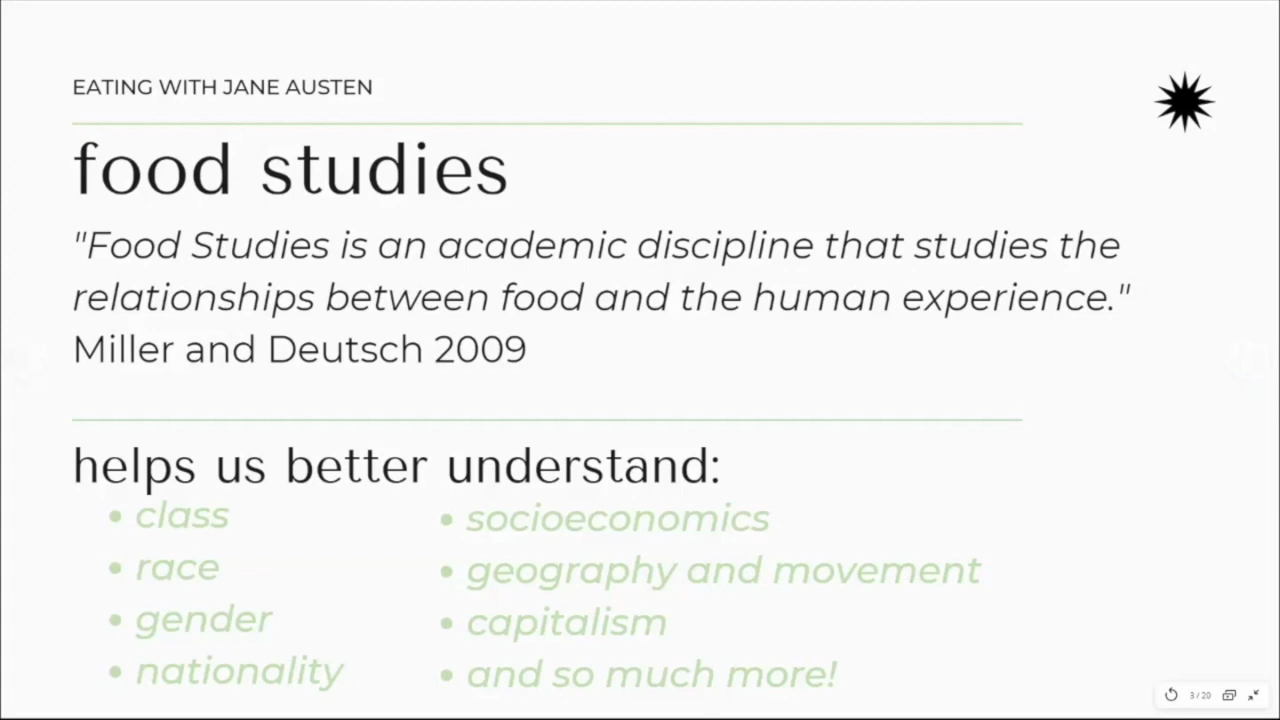 EATING WITH JANE AUSTEN
food studies
"Food Studies is an academic discipline that studies the
relationships between food and the human experience."
Miller and Deutsch 2009
helps us better understand:
• class
• race
• gender
• nationality
• socioeconomics
• geography and movement
• capitalism
• and so much more!
3 / 20